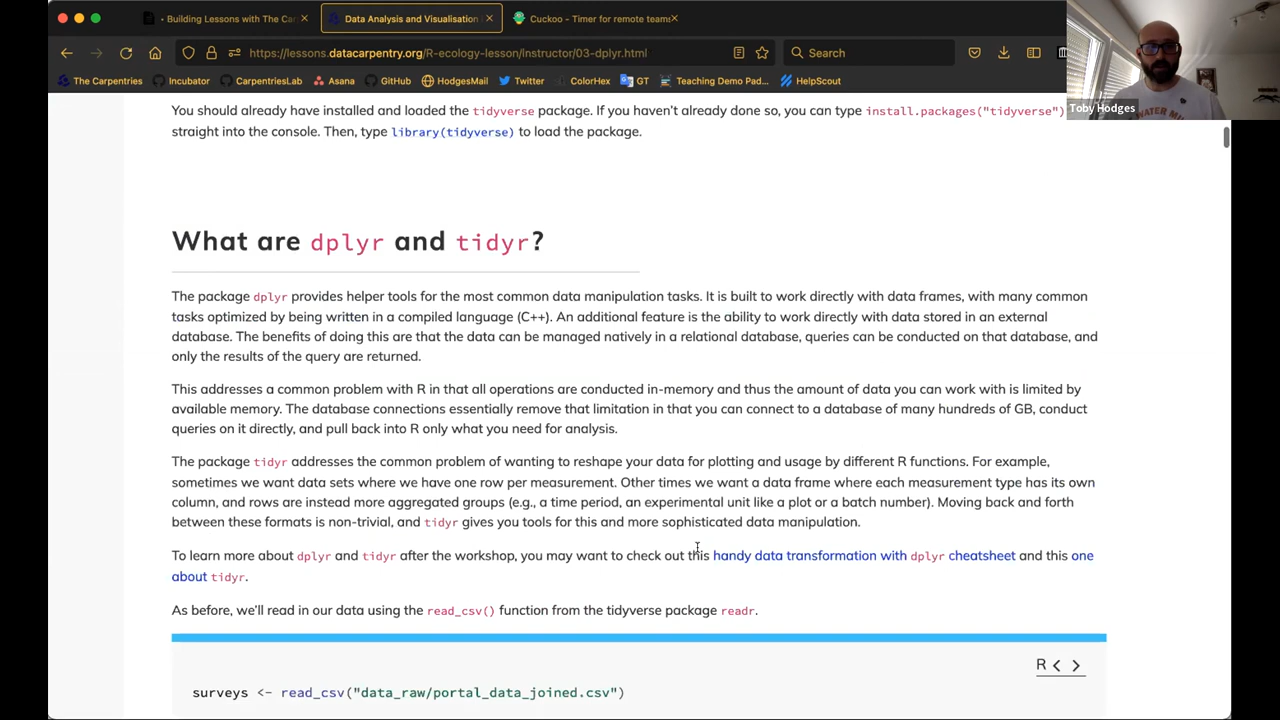 · Building Lessons with The Car
Data Analysis and Visualisation
Cuckoo - Timer for remote teams
https://lessons.datacarpentry.org/R-ecology-lesson/instructor/03-dplyr.html
Search
The Carpentries Incubator CarpentriesLab Asana GitHub HodgesMail Twitter ColorHex GT Teaching Demo Pad... HelpScout
Toby Hodges
You should already have installed and loaded the tidyverse package. If you haven't already done so, you can type install.packages("tidyverse")
straight into the console. Then, type library(tidyverse) to load the package.
What are dplyr and tidyr?
The package dplyr provides helper tools for the most common data manipulation tasks. It is built to work directly with data frames, with many common
tasks optimized by being written in a compiled language (C++). An additional feature is the ability to work directly with data stored in an external
database. The benefits of doing this are that the data can be managed natively in a relational database, queries can be conducted on that database, and
only the results of the query are returned.
This addresses a common problem with R in that all operations are conducted in-memory and thus the amount of data you can work with is limited by
available memory. The database connections essentially remove that limitation in that you can connect to a database of many hundreds of GB, conduct
queries on it directly, and pull back into R only what you need for analysis.
The package tidyr addresses the common problem of wanting to reshape your data for plotting and usage by different R functions. For example,
sometimes we want data sets where we have one row per measurement. Other times we want a data frame where each measurement type has its own
column, and rows are instead more aggregated groups (e.g., a time period, an experimental unit like a plot or a batch number). Moving back and forth
between these formats is non-trivial, and tidyr gives you tools for this and more sophisticated data manipulation.
To learn more about dplyr and tidyr after the workshop, you may want to check out this handy data transformation with dplyr cheatsheet and this one
about tidyr.
As before, we'll read in our data using the read_csv() function from the tidyverse package readr.
R < >
surveys <- read_csv("data_raw/portal_data_joined.csv")